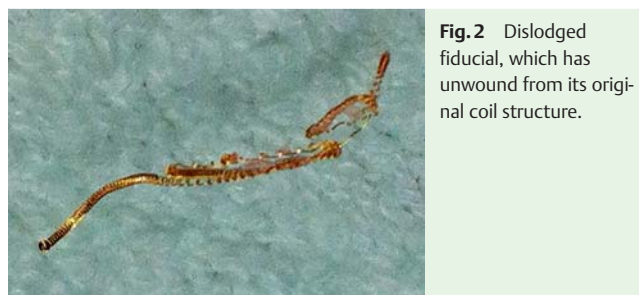 Fig. 2 Dislodged
fiducial, which has
unwound from its origi-
nal coil structure.